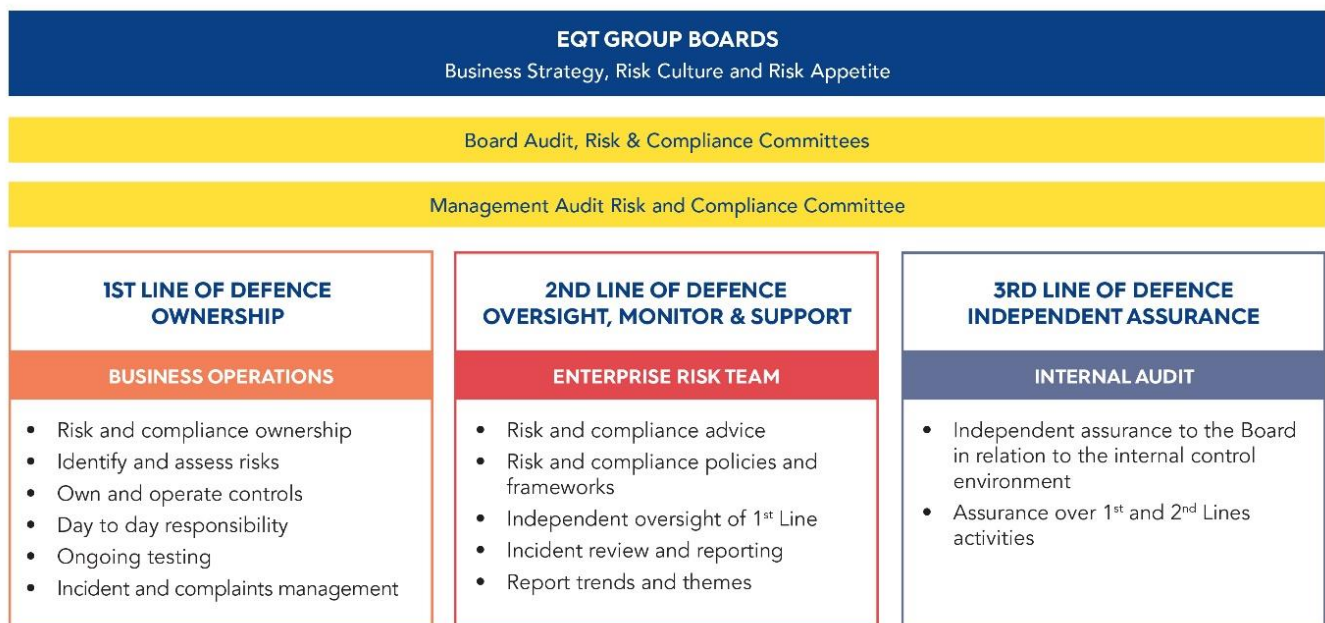 EQT GROUP BOARDS
Business Strategy, Risk Culture and Risk Appetite
Board Audit, Risk & Compliance Committees
Management Audit Risk and Compliance Committee
1ST LINE OF DEFENCE
OWNERSHIP
BUSINESS OPERATIONS
• Risk and compliance ownership
• Identify and assess risks
• Own and operate controls
• Day to day responsibility
• Ongoing testing
• Incident and complaints management
2ND LINE OF DEFENCE
OVERSIGHT, MONITOR & SUPPORT
ENTERPRISE RISK TEAM
• Risk and compliance advice
• Risk and compliance policies and
frameworks
• Independent oversight of 1st Line
• Incident review and reporting
• Report trends and themes
3RD LINE OF DEFENCE
INDEPENDENT ASSURANCE
INTERNAL AUDIT
• Independent assurance to the Board
in relation to the internal control
environment
• Assurance over 1st and 2nd Lines
activities